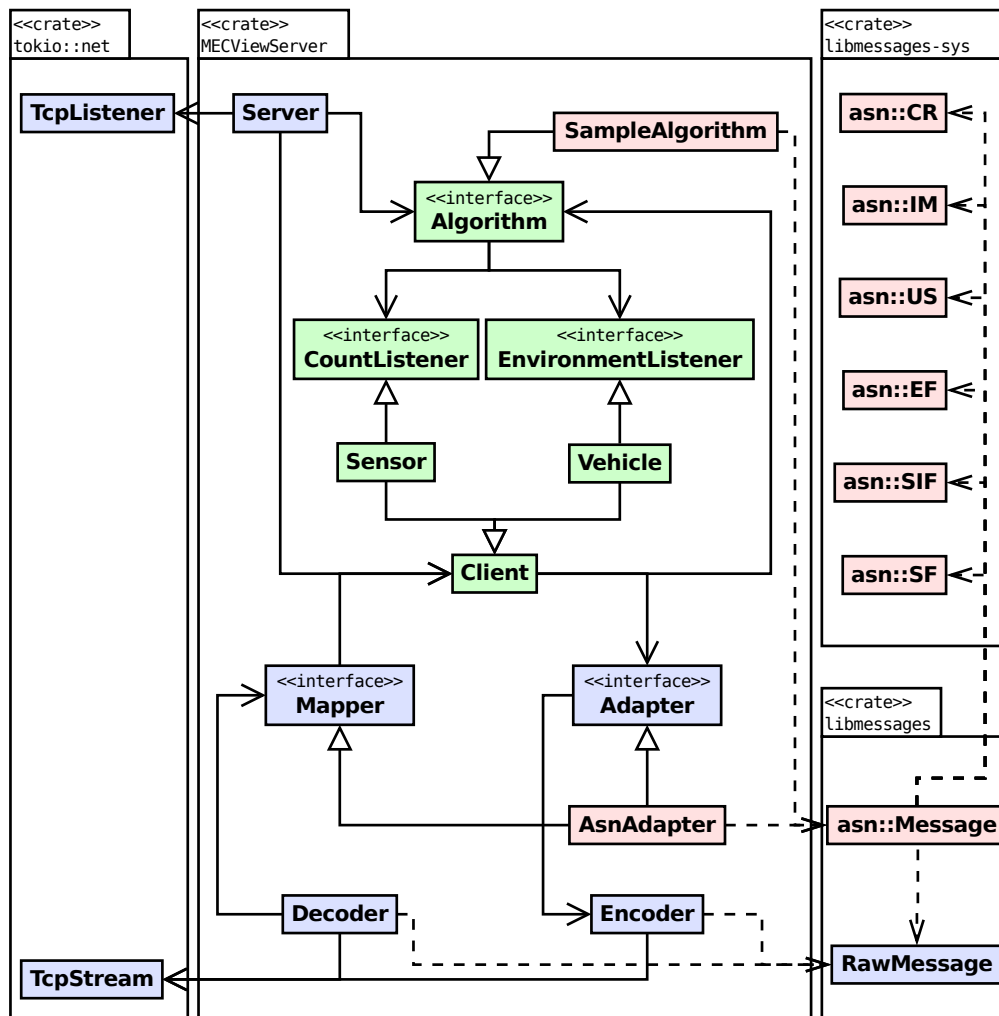 <<crate>>
tokio::net
<<crate>>
MECViewServer
<<crate>>
libmessages-sys
TcpListener
Server
SampleAlgorithm
asn::CR
<<interface>>
Algorithm
asn::IM
asn::US
<<interface>>
CountListener
<<interface>>
EnvironmentListener
asn::EF
Sensor
Vehicle
asn::SIF
Client
asn::SF
<<interface>>
Mapper
<<interface>>
Adapter
<<crate>>
libmessages
AsnAdapter
asn::Message
Decoder
Encoder
TcpStream
RawMessage